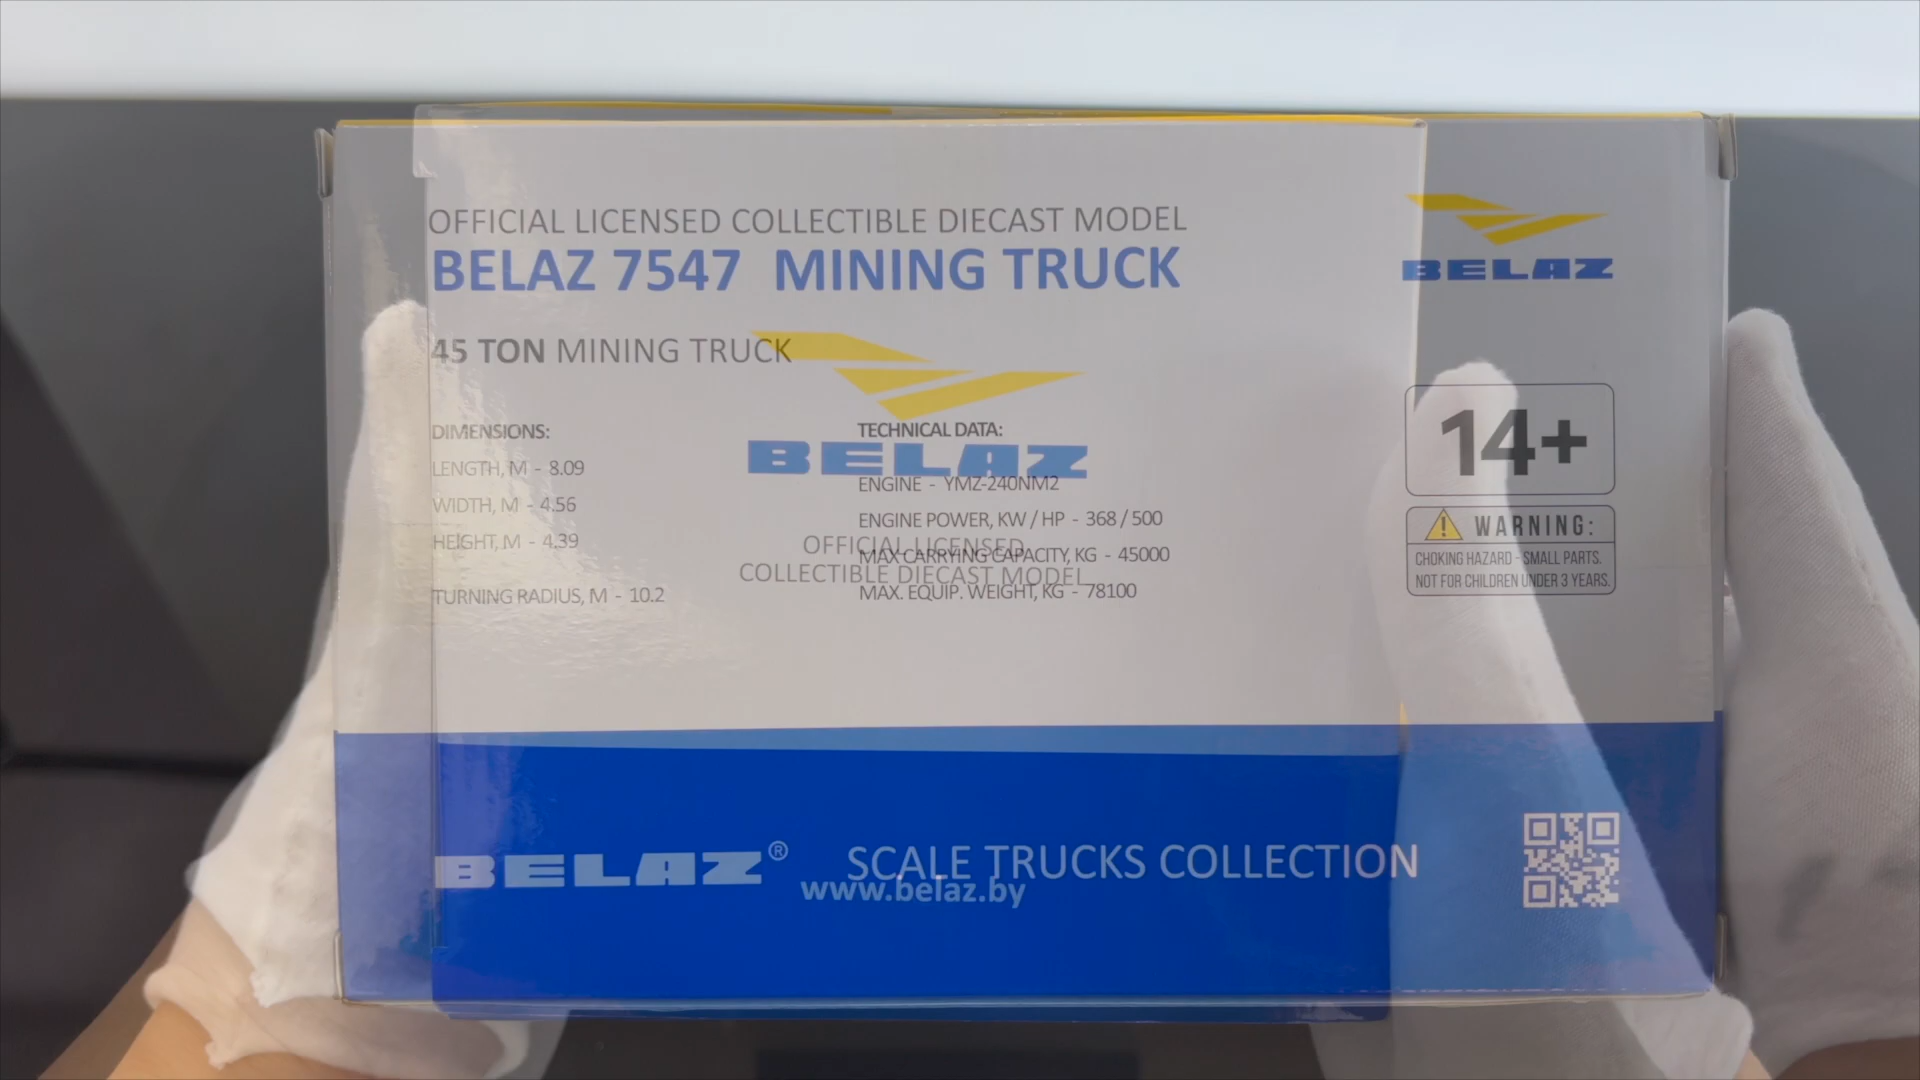 OFFICIAL LICENSED COLLECTIBLE DIECAST MODEL
BELAZ 7547 MINING TRUCK
BELAZ
45 TON MINING TRUCK
DIMENSIONS:
LENGTH, M - 8.09
WIDTH, M - 4.56
HEIGHT, M - 4.39
TURNING RADIUS, M - 10.2
BELAZ
TECHNICAL DATA:
ENGINE - YMZ-240NM2
ENGINE POWER, KW / HP - 368 / 500
MAX CARRYING CAPACITY, KG - 45000
MAX. EQUIP. WEIGHT, KG - 78100
OFFICIAL LICENSED
COLLECTIBLE DIECAST MODEL
14+
WARNING:
CHOKING HAZARD - SMALL PARTS.
NOT FOR CHILDREN UNDER 3 YEARS.
BELAZ® SCALE TRUCKS COLLECTION
www.belaz.by